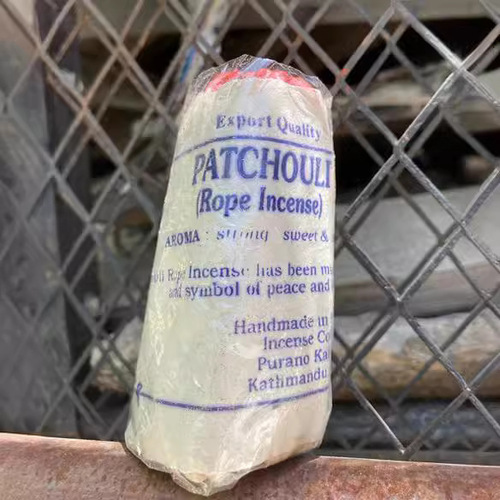 Export Quality
PATCHOULI
(Rope Incense)
AROMA : strong sweet &
Rope Incense has been m
and symbol of peace and
Handmade in
Incense Co
Purano Ka
Kathmandu